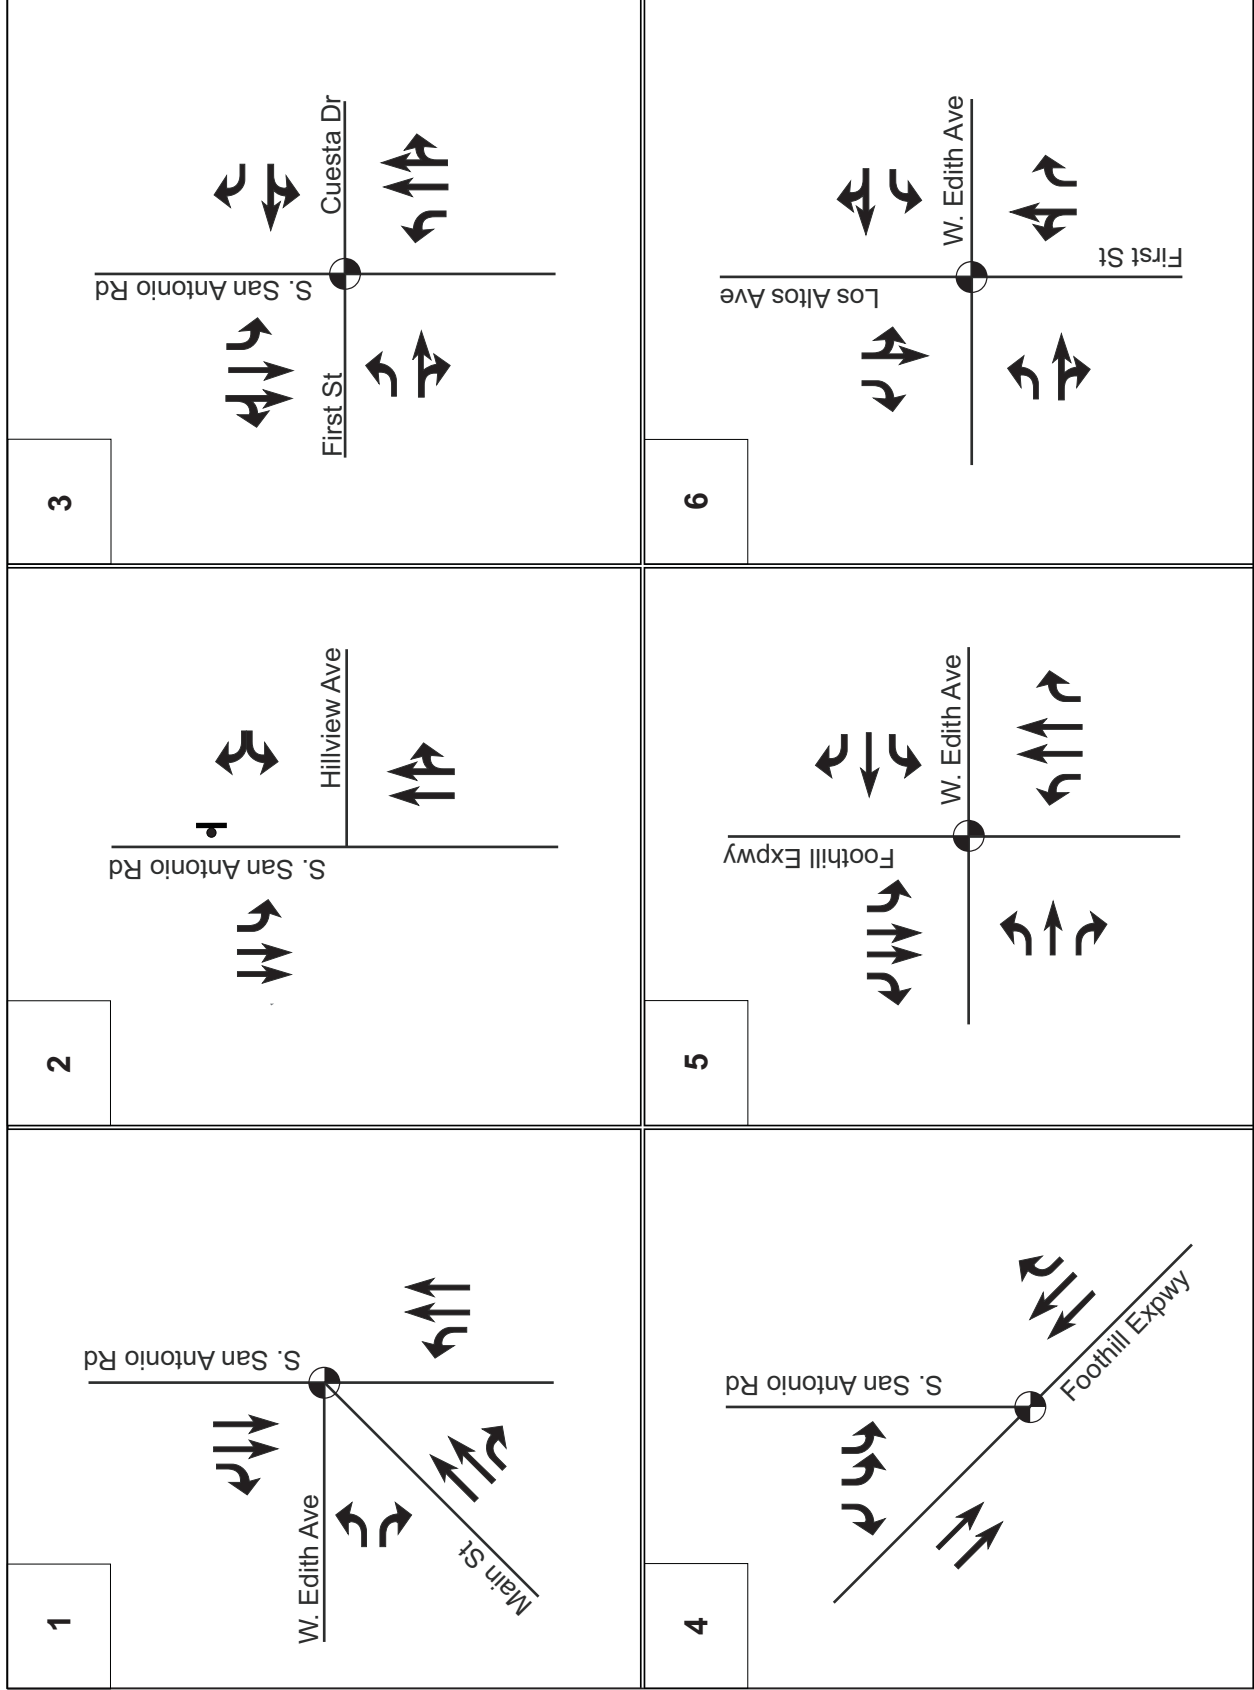 1
S. San Antonio Rd
W. Edith Ave
Main St
2
S. San Antonio Rd
Hillview Ave
3
S. San Antonio Rd
First St
Cuesta Dr
4
S. San Antonio Rd
Foothill Expwy
5
Foothill Expwy
W. Edith Ave
6
Los Altos Ave
W. Edith Ave
First St